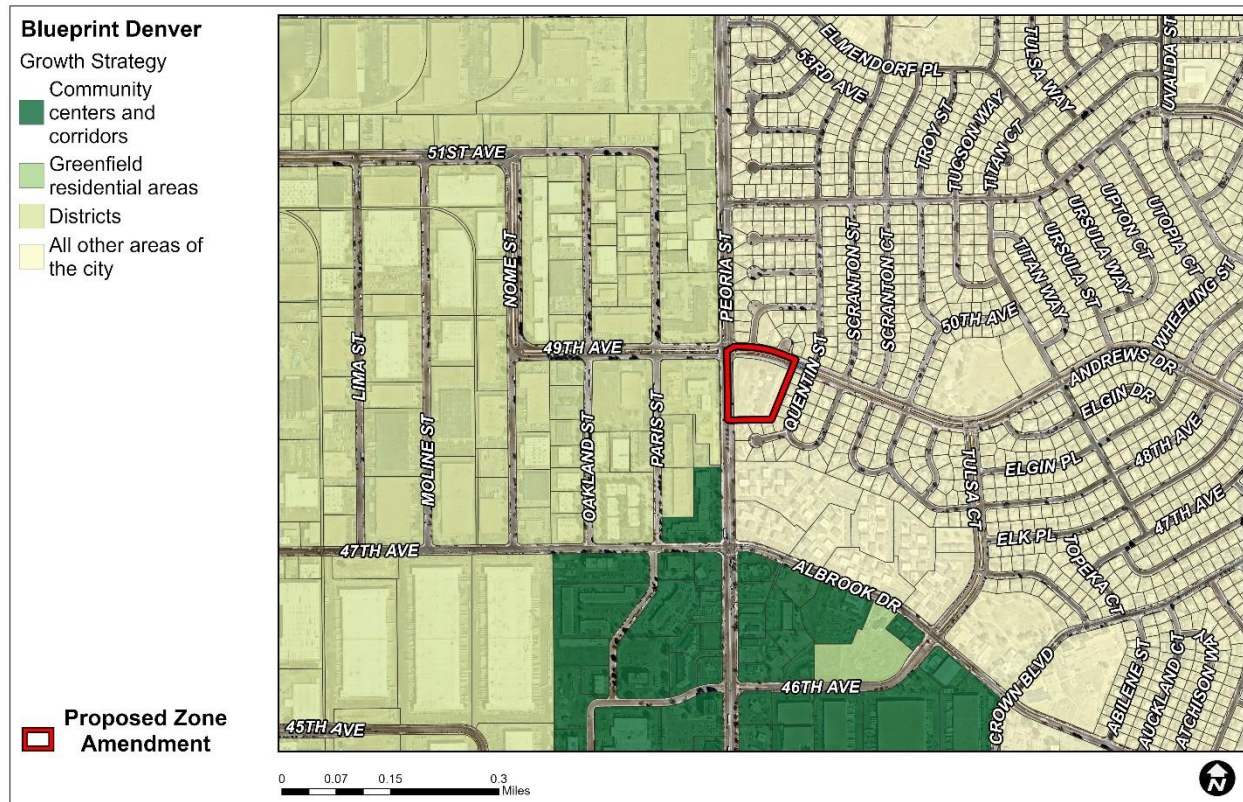 Blueprint Denver
Growth Strategy
Community
centers and
corridors
Greenfield
residential areas
Districts
All other areas of
the city
Proposed Zone
Amendment
ELMENDORF PL
53RD AVE
TULSA WAY
UVALDA ST
TROY ST
TUCSON WAY
TITAN CT
51ST AVE
NOME ST
PEORIA ST
SCRANTON ST
SCRANTON CT
TITAN WAY
URSULA ST
URSULA WAY
UPTON CT
UTOPIA CT
WHEELING ST
50TH AVE
49TH AVE
LIMA ST
MOLINE ST
OAKLAND ST
PARIS ST
QUENTIN ST
ANDREWS DR
ELGIN DR
48TH AVE
ELGIN PL
TULSA CT
47TH AVE
ELK PL
TOPEKA CT
47TH AVE
ALBROOK DR
46TH AVE
CROWN BLVD
ABILENE ST
AUCKLAND CT
ATCHISON WAY
45TH AVE
0 0.07 0.15 0.3
Miles
N